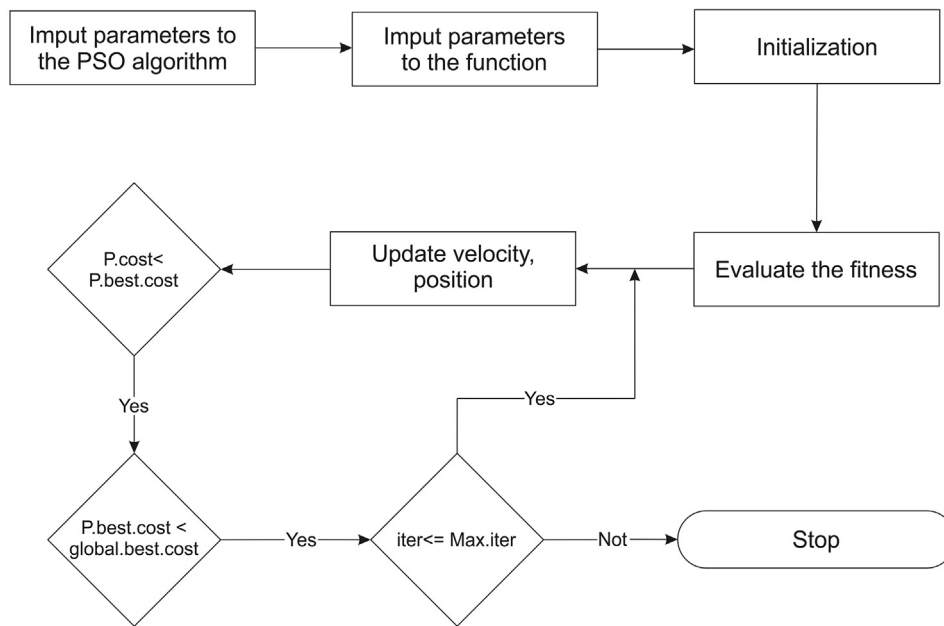 Imput parameters to
the PSO algorithm
Imput parameters
to the function
Initialization
P.cost<
P.best.cost
Update velocity,
position
Evaluate the fitness
Yes
Yes
P.best.cost <
global.best.cost
Yes
iter<= Max.iter
Not
Stop